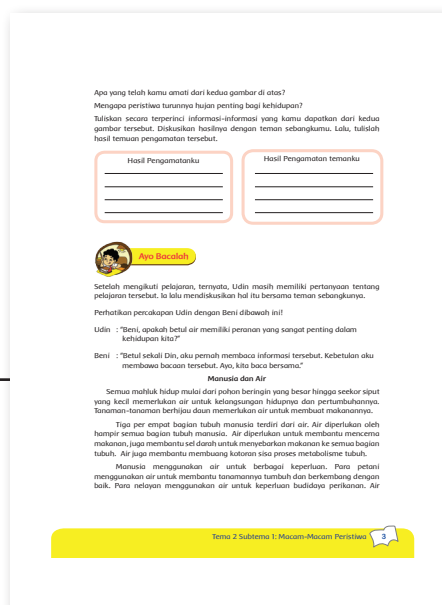 Apa yang telah kamu amati dari kedua gambar di atas?
Mengapa peristiwa turunnya hujan penting bagi kehidupan?
Tuliskan secara terperinci informasi-informasi yang kamu dapatkan dari kedua
gambar tersebut. Diskusikan hasilnya dengan teman sebangkumu. Lalu, tulislah
hasil temuan pengamatan tersebut.
Hasil Pengamatanku
Hasil Pengamatan temanku
Ayo Bacalah
Setelah mengikuti pelajaran, ternyata, Udin masih memiliki pertanyaan tentang
pelajaran tersebut. Ia lalu mendiskusikan hal itu bersama teman sebangkunya.
Perhatikan percakapan Udin dengan Beni dibawah ini!
Udin : "Beni, apakah betul air memiliki peranan yang sangat penting dalam
kehidupan kita?"
Beni : "Betul sekali Din, aku pernah membaca informasi tersebut. Kebetulan aku
membawa bacaan tersebut. Ayo, kita baca bersama."
Manusia dan Air
Semua mahluk hidup mulai dari pohon beringin yang besar hingga seekor siput
yang kecil memerlukan air untuk kelangsungan hidupnya dan pertumbuhannya.
Tanaman-tanaman berhijau daun memerlukan air untuk membuat makanannya.
Tiga per empat bagian tubuh manusia terdiri dari air. Air diperlukan oleh
hampir semua bagian tubuh manusia. Air diperlukan untuk membantu mencerna
makanan, juga membantu sel darah untuk menyebarkan makanan ke semua bagian
tubuh. Air juga membantu membuang kotoran sisa proses metabolisme tubuh.
Manusia menggunakan air untuk berbagai keperluan. Para petani
menggunakan air untuk membantu tanamannya tumbuh dan berkembang dengan
baik. Para nelayan menggunakan air untuk keperluan budidaya perikanan. Air
Tema 2 Subtema 1: Macam-Macam Peristiwa
3